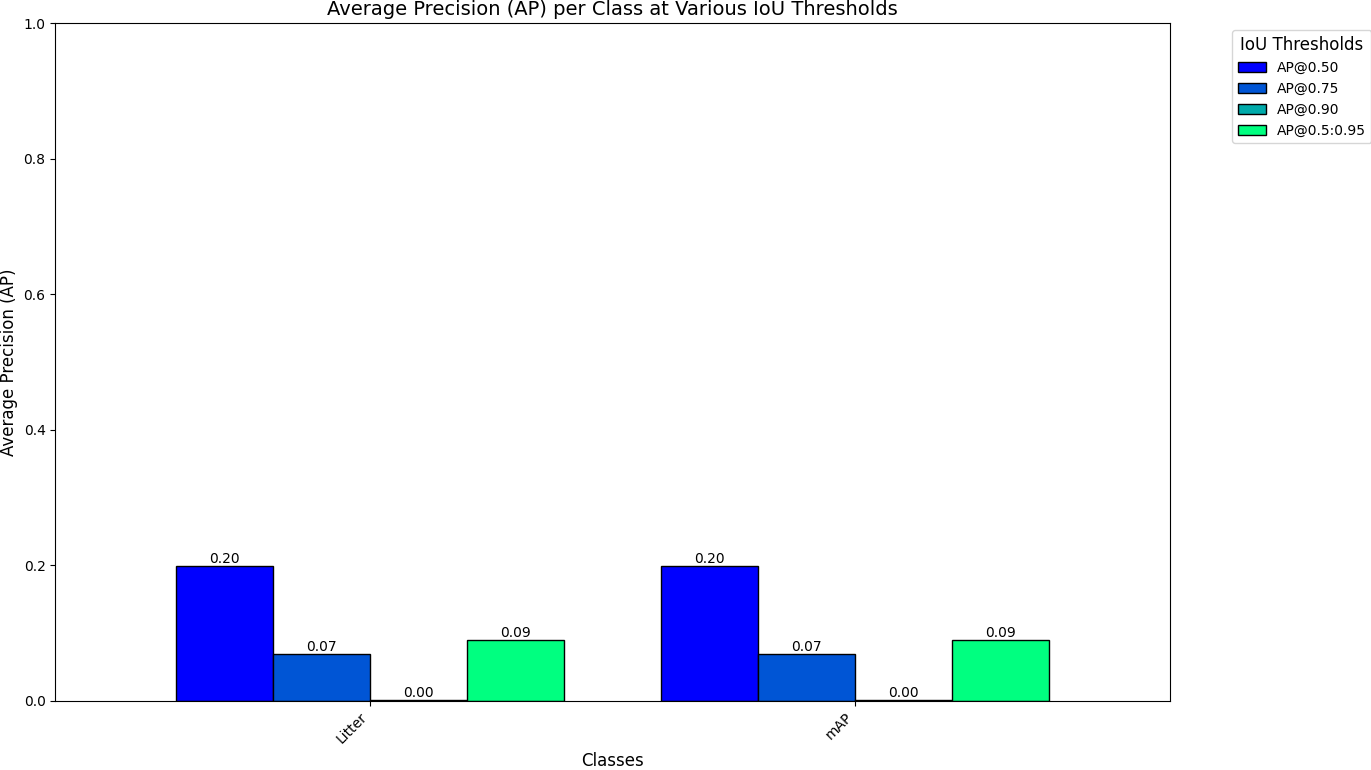 Average Precision (AP) per Class at Various IoU Thresholds
IoU Thresholds
AP@0.50
AP@0.75
AP@0.90
AP@0.5:0.95
Average Precision (AP)
1.0
0.8
0.6
0.4
0.2
0.0
0.20
0.07
0.00
0.09
0.20
0.07
0.00
0.09
Litter
mAP
Classes